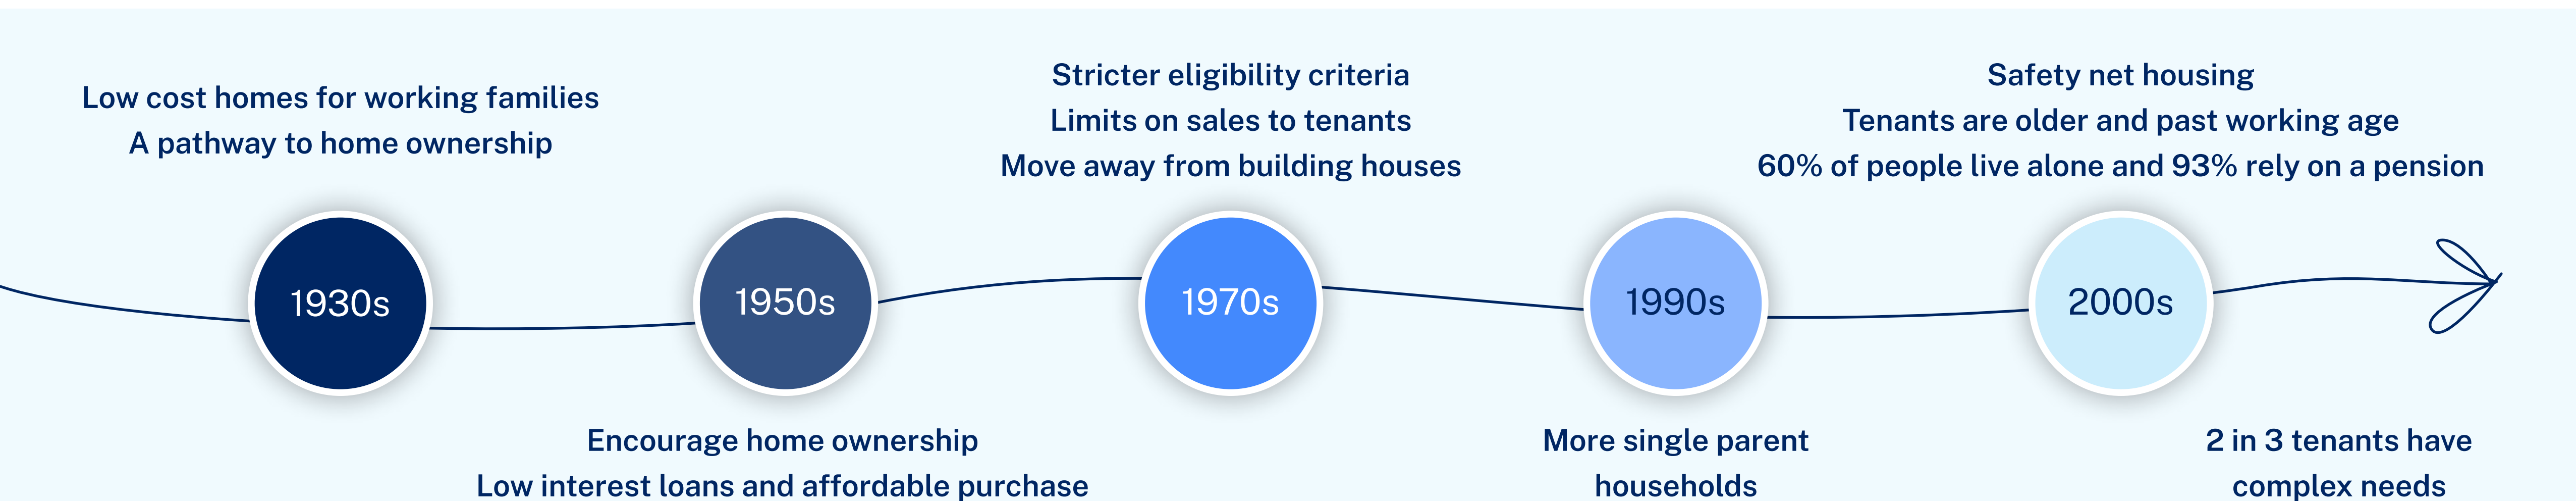 Low cost homes for working families
A pathway to home ownership
1930s
1950s
Encourage home ownership
Low interest loans and affordable purchase
Stricter eligibility criteria
Limits on sales to tenants
Move away from building houses
1970s
1990s
More single parent
households
Safety net housing
Tenants are older and past working age
60% of people live alone and 93% rely on a pension
2000s
2 in 3 tenants have
complex needs